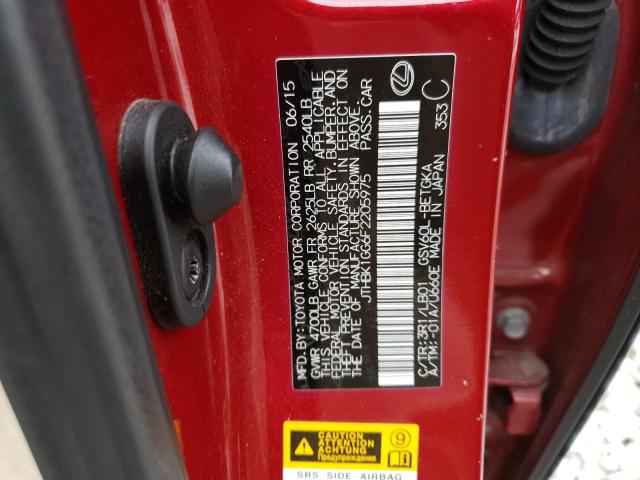 MFD.BY:TOYOTA MOTOR CORPORATION 06/15
GVWR 4700LB GAWR FR 2625LB RR 2540LB
THIS VEHICLE CONFORMS TO ALL APPLICABLE
FEDERAL MOTOR VEHICLE SAFETY, BUMPER, AND
THEFT PREVENTION STANDARDS IN EFFECT ON
THE DATE OF MANUFACTURE SHOWN ABOVE.
JTHBK1GG6F2205975 PASS.CAR
C/TR:3R1/LB01 GSV60L-BETGKA
A/TM:-01A/U660E MADE IN JAPAN
353 C
CAUTION
ATTENTION
ACHTUNG
Предупреждение
9
SRS SIDE AIRBAG